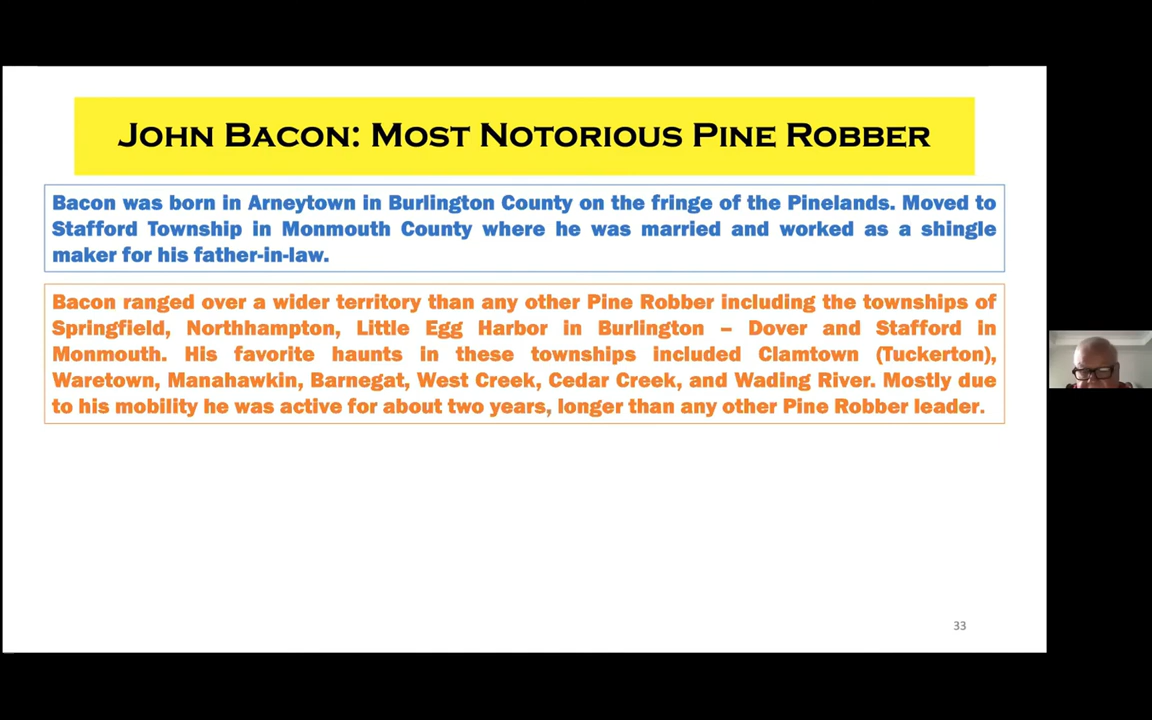 John Bacon: Most Notorious Pine Robber
Bacon was born in Arneytown in Burlington County on the fringe of the Pinelands. Moved to
Stafford Township in Monmouth County where he was married and worked as a shingle
maker for his father-in-law.
Bacon ranged over a wider territory than any other Pine Robber including the townships of
Springfield, Northhampton, Little Egg Harbor in Burlington – Dover and Stafford in
Monmouth. His favorite haunts in these townships included Clamtown (Tuckerton),
Waretown, Manahawkin, Barnegat, West Creek, Cedar Creek, and Wading River. Mostly due
to his mobility he was active for about two years, longer than any other Pine Robber leader.
33